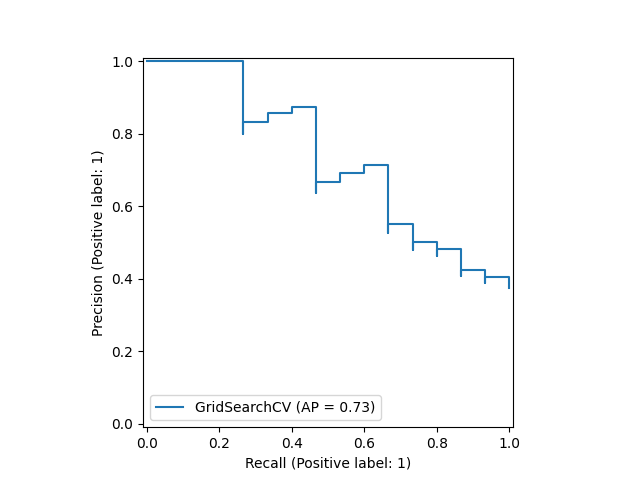 1.0
0.8
0.6
0.4
0.2
0.0
Precision (Positive label: 1)
GridSearchCV (AP = 0.73)
0.0 0.2 0.4 0.6 0.8 1.0
Recall (Positive label: 1)